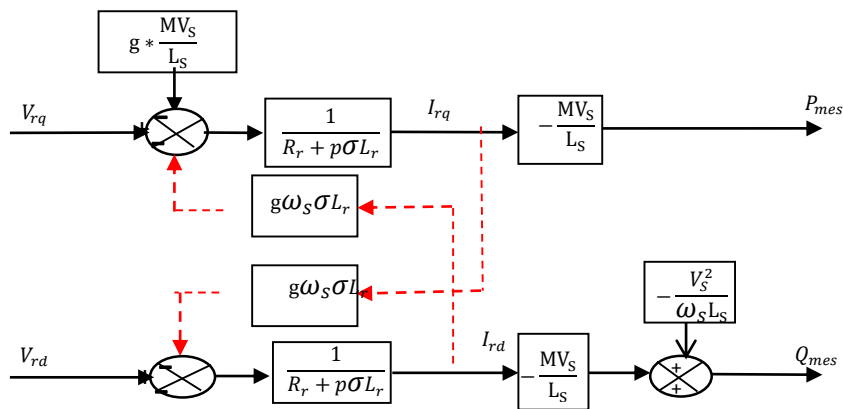 g * MV_S / L_S
V_rq
1 / (R_r + pσL_r)
I_rq
− MV_S / L_S
P_mes
gω_SσL_r
gω_SσL_r
− V_S^2 / (ω_S L_S)
V_rd
1 / (R_r + pσL_r)
I_rd
− MV_S / L_S
+
+
Q_mes